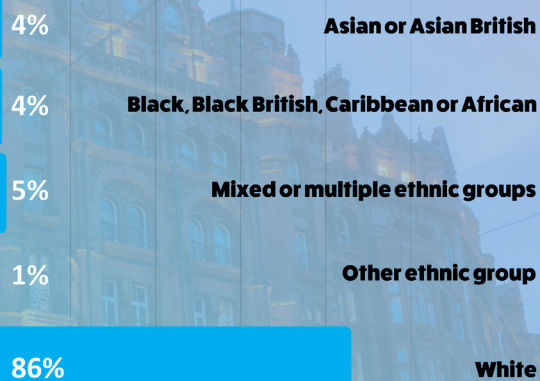 4% Asian or Asian British
4% Black, Black British, Caribbean or African
5% Mixed or multiple ethnic groups
1% Other ethnic group
86% White